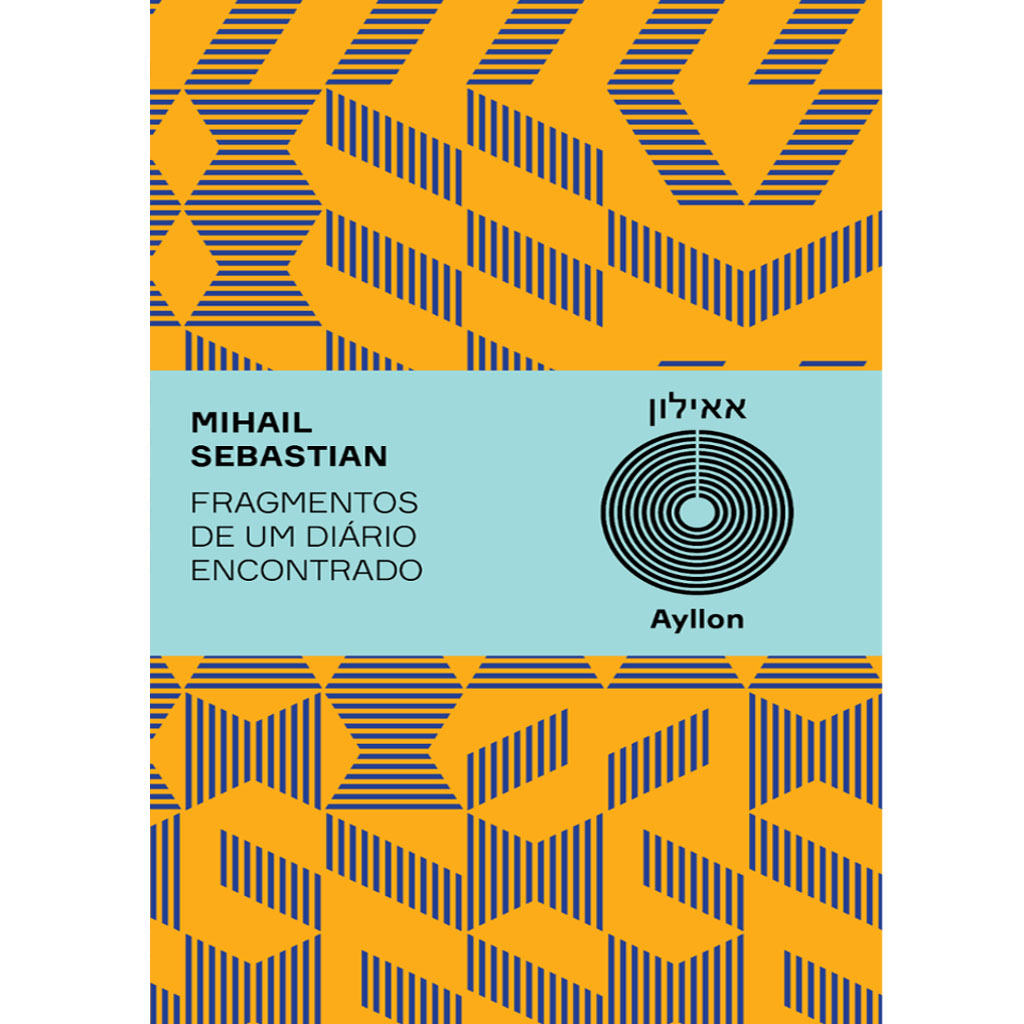 MIHAIL
SEBASTIAN
FRAGMENTOS
DE UM DIÁRIO
ENCONTRADO
אאילון
Ayllon